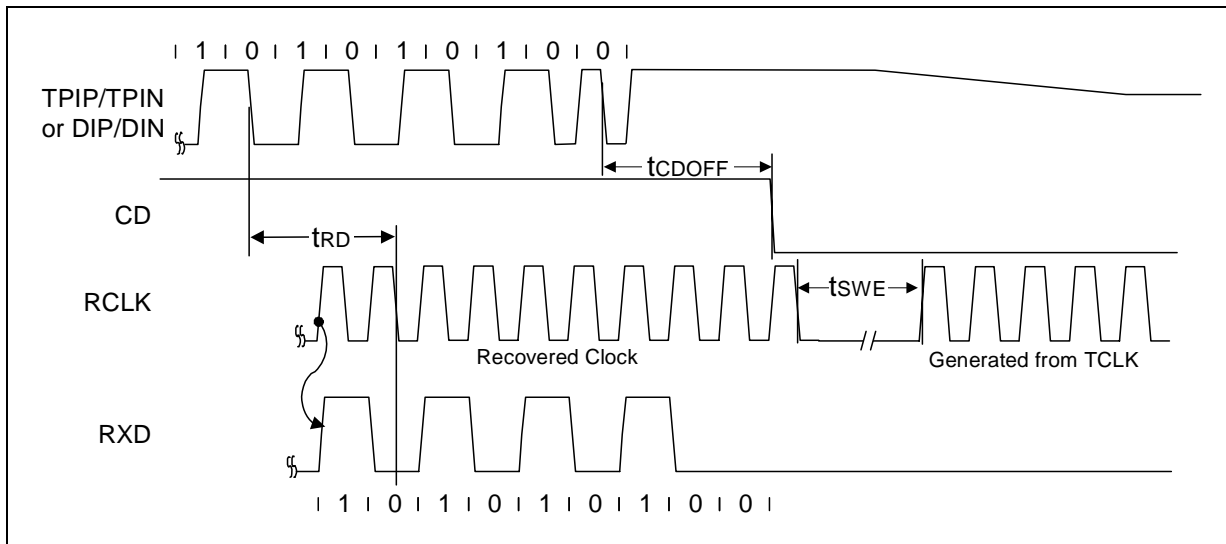 1 0 1 0 1 0 1 0 0
TPIP/TPIN
or DIP/DIN
tCDOFF
CD
tRD
tSWE
RCLK
Recovered Clock
Generated from TCLK
RXD
1 0 1 0 1 0 1 0 0